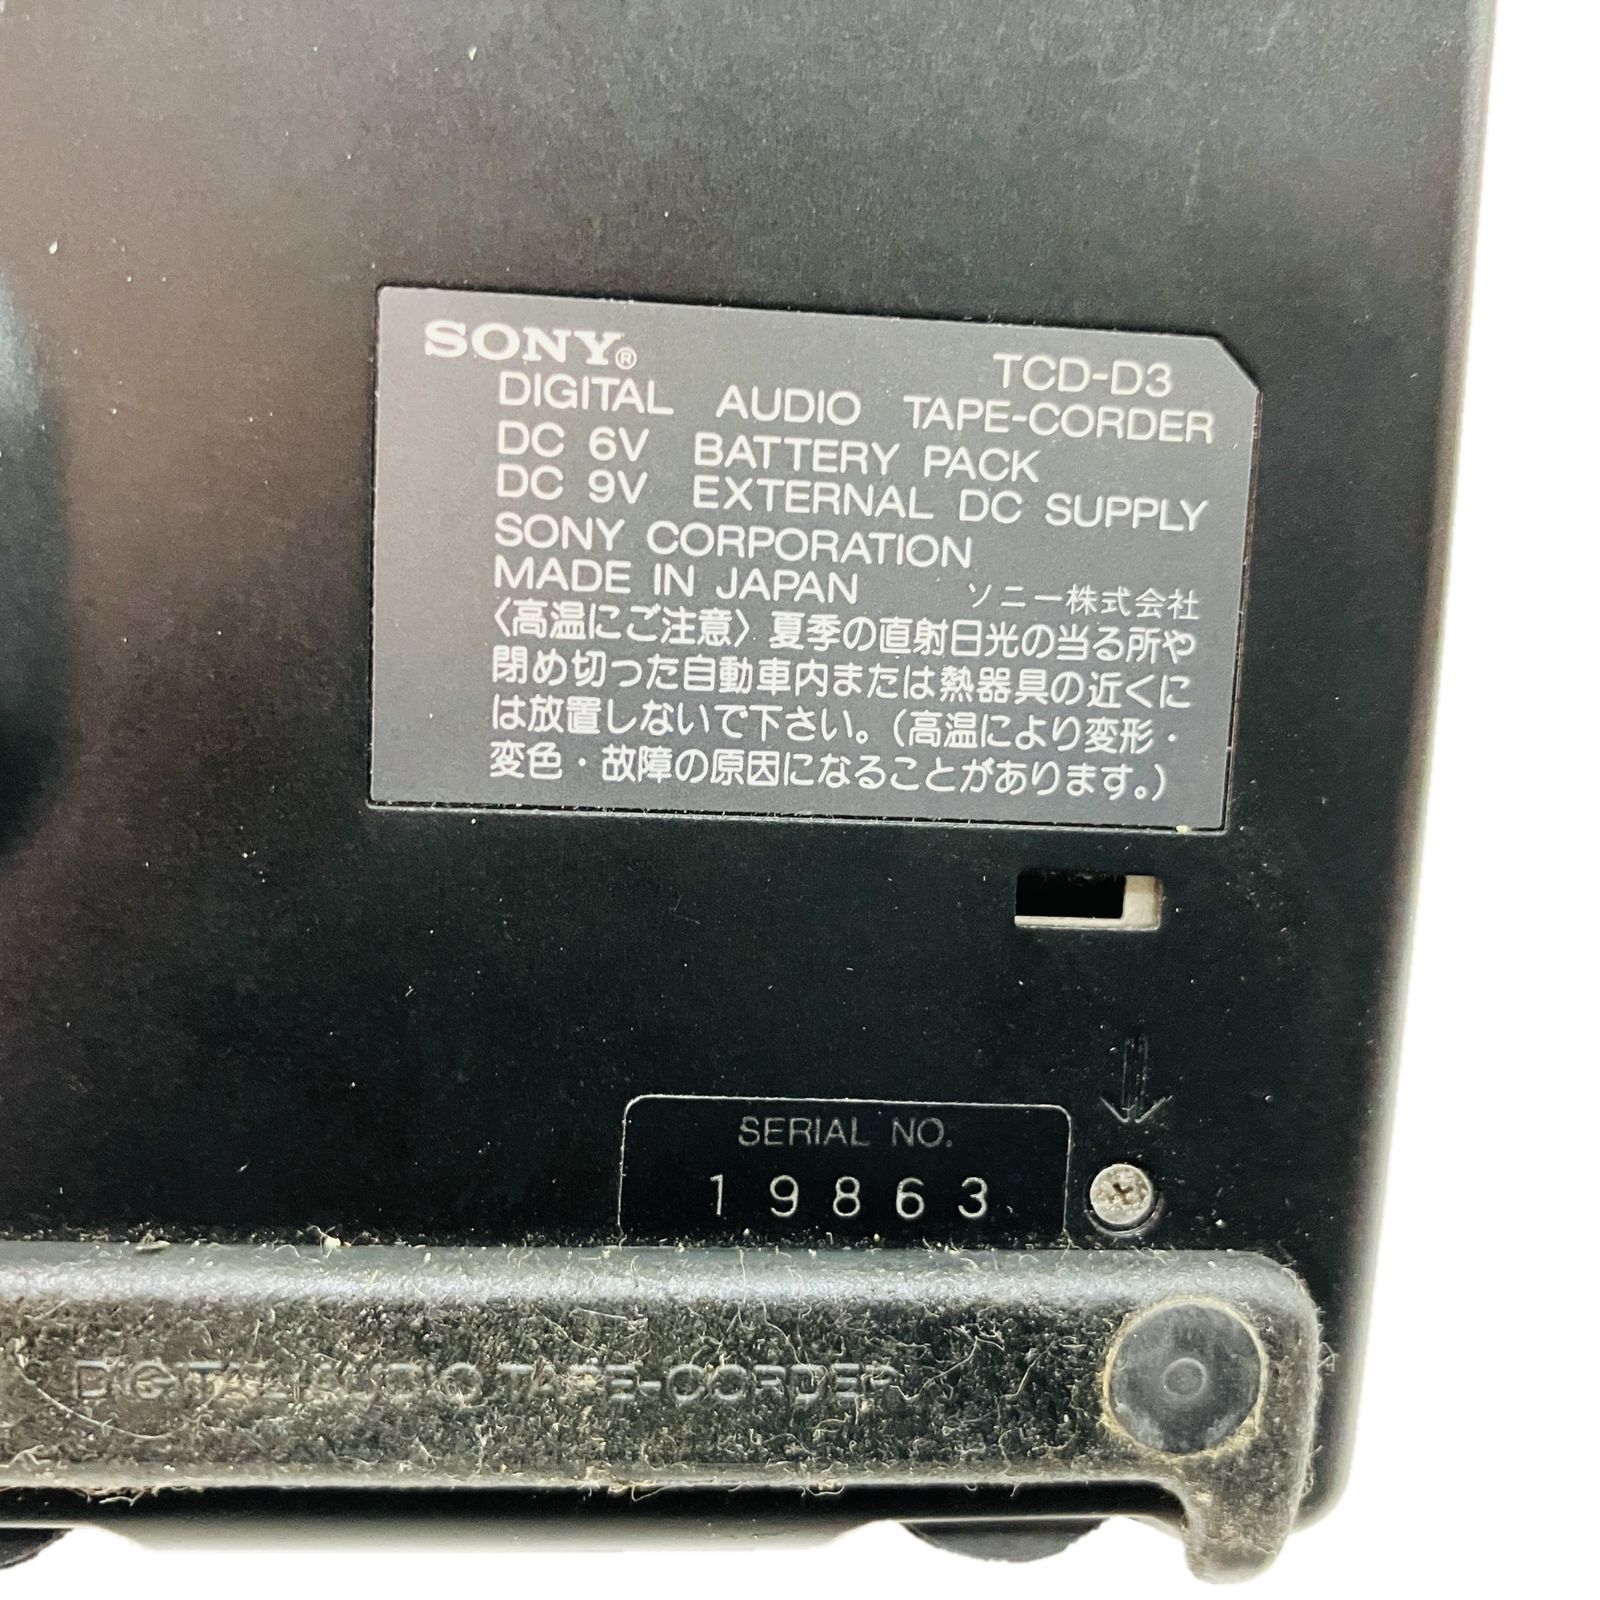 SONY®
TCD-D3
DIGITAL AUDIO TAPE-CORDER
DC 6V BATTERY PACK
DC 9V EXTERNAL DC SUPPLY
SONY CORPORATION
MADE IN JAPAN ソニー株式会社
〈高温にご注意〉夏季の直射日光の当る所や
閉め切った自動車内または熱器具の近くに
は放置しないで下さい。(高温により変形・
変色・故障の原因になることがあります。)
SERIAL NO.
19863
DIGITAL AUDIO TAPE-CORDER